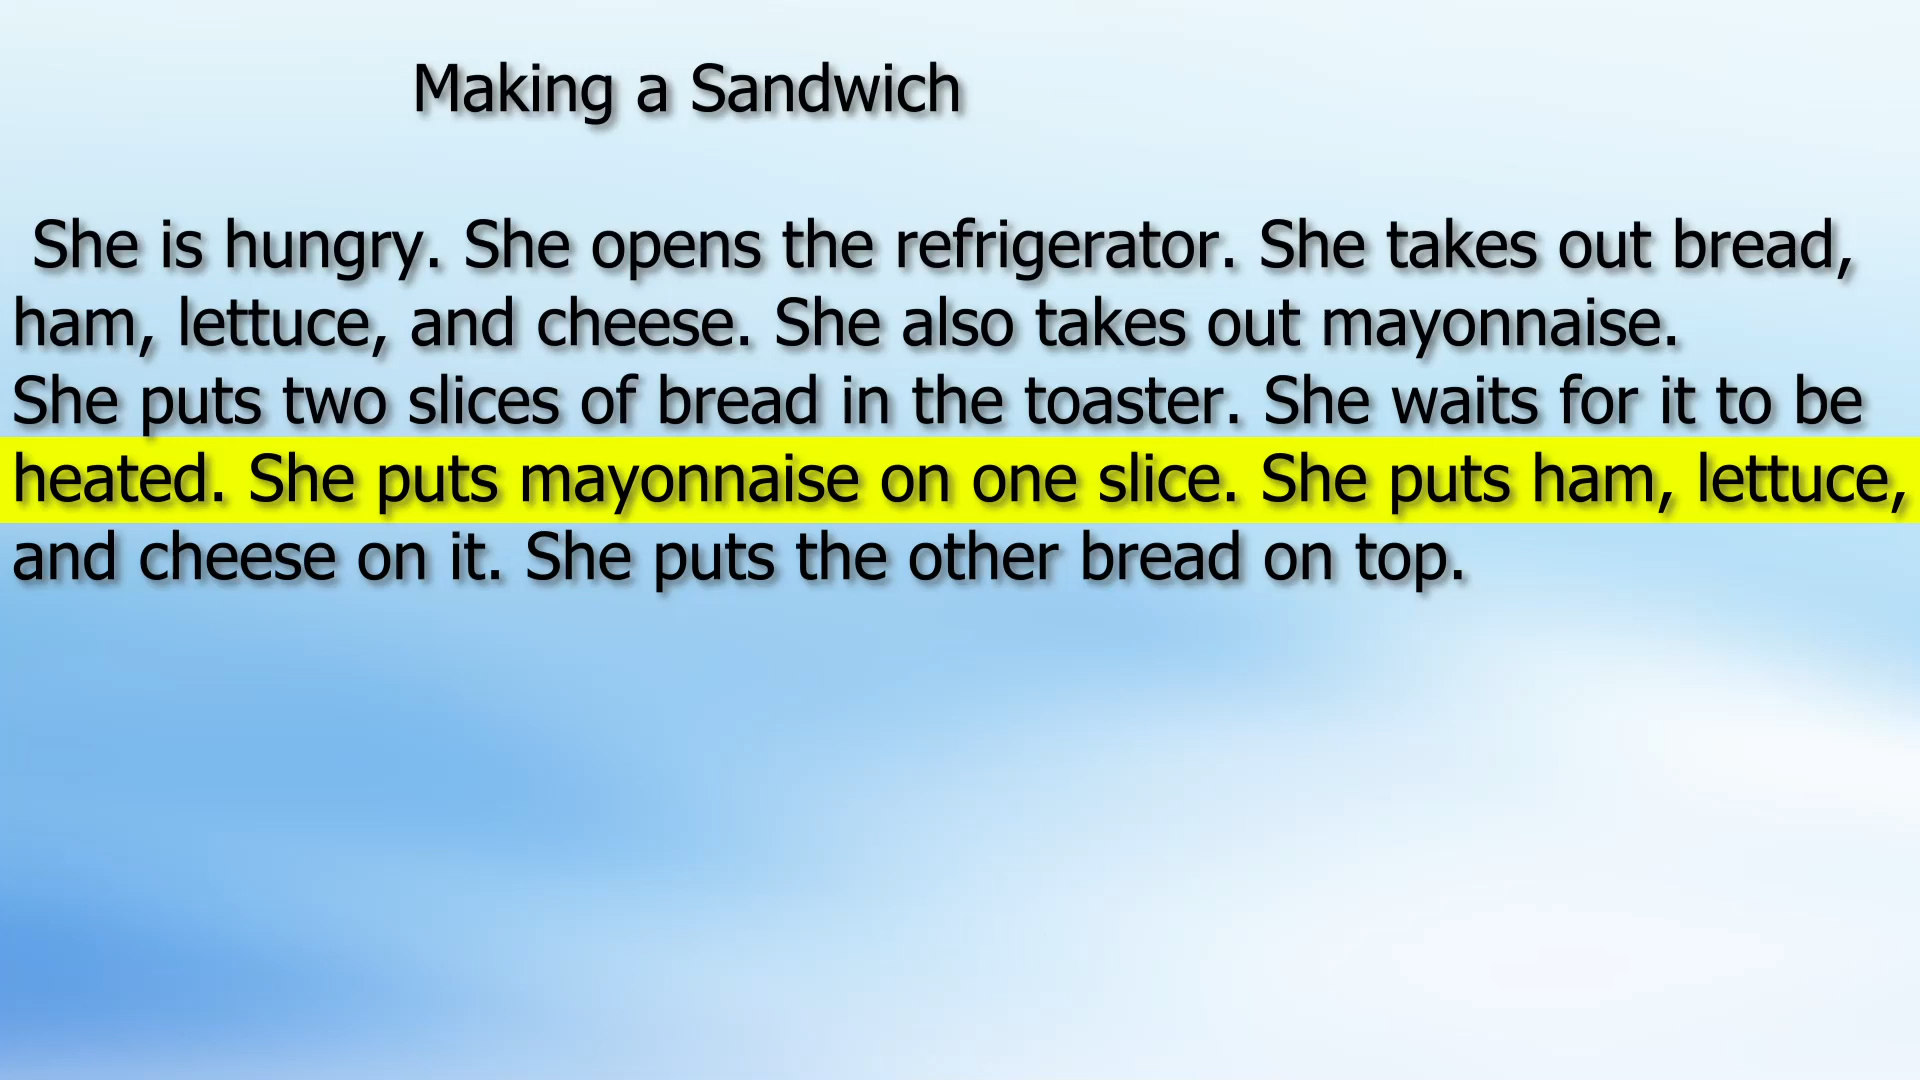 Making a Sandwich
She is hungry. She opens the refrigerator. She takes out bread,
ham, lettuce, and cheese. She also takes out mayonnaise.
She puts two slices of bread in the toaster. She waits for it to be
heated. She puts mayonnaise on one slice. She puts ham, lettuce,
and cheese on it. She puts the other bread on top.